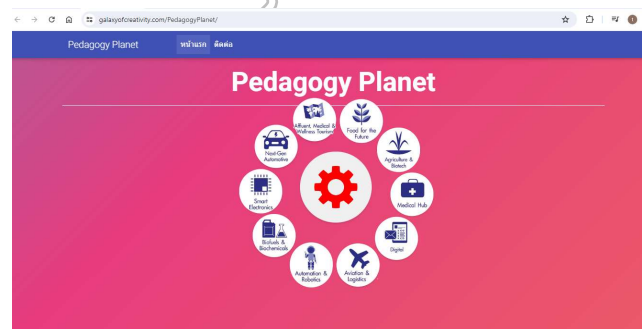 galaxyofcreativity.com/PedagogyPlanet/
Pedagogy Planet
หน้าแรก
ติดต่อ
Pedagogy Planet
Affluent, Medical &
Wellness Tourism
Food for the
Future
Next-Gen
Automotive
Agriculture &
Biotech
Smart
Electronics
Medical Hub
Biofuels &
Biochemicals
Digital
Automation &
Robotics
Aviation &
Logistics